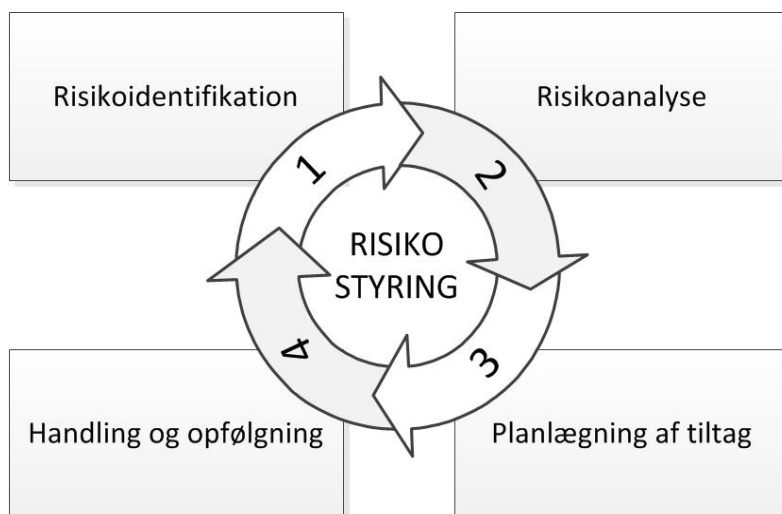 Risikoidentifikation
Risikoanalyse
1
2
RISIKO
STYRING
4
3
Handling og opfølgning
Planlægning af tiltag